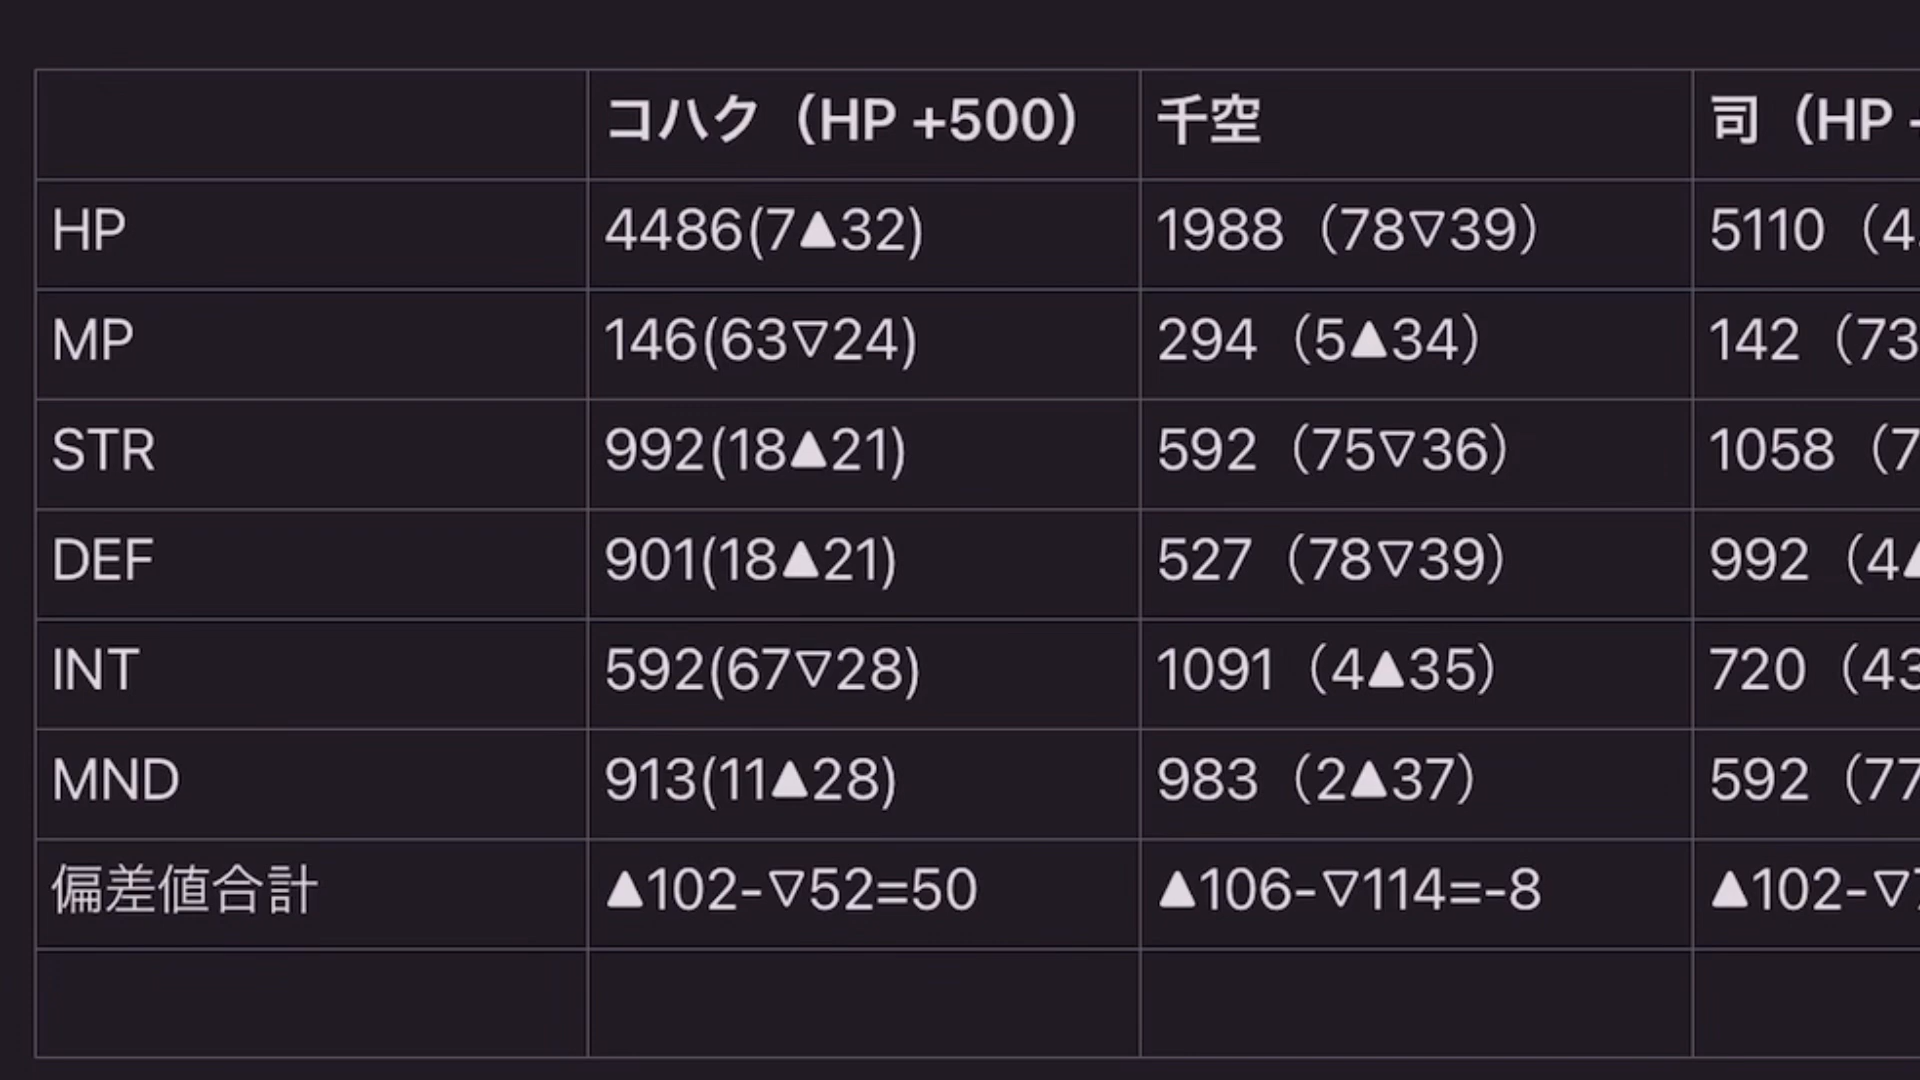 コハク（HP +500） 千空 司（HP
HP 4486(7▲32) 1988（78▽39） 5110（4
MP 146(63▽24) 294（5▲34） 142（73
STR 992(18▲21) 592（75▽36） 1058（7
DEF 901(18▲21) 527（78▽39） 992（4▲
INT 592(67▽28) 1091（4▲35） 720（43
MND 913(11▲28) 983（2▲37） 592（77
偏差値合計 ▲102-▽52=50 ▲106-▽114=-8 ▲102-▽